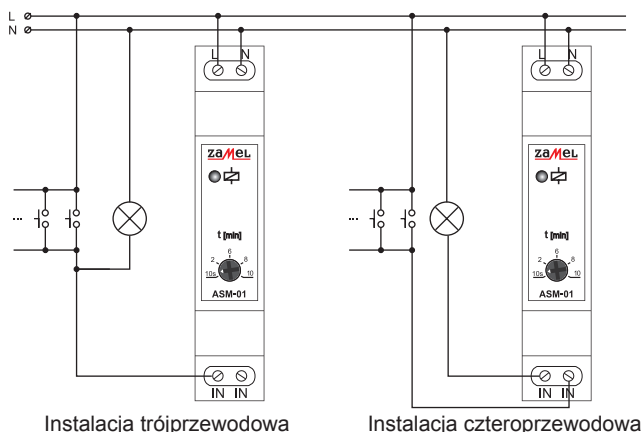 L
N
L N
zamel
t [min]
2 6 8
10s 10
ASM-01
IN IN
Instalacja trójprzewodowa
L N
zamel
t [min]
2 6 8
10s 10
ASM-01
IN IN
Instalacja czteroprzewodowa
...
...